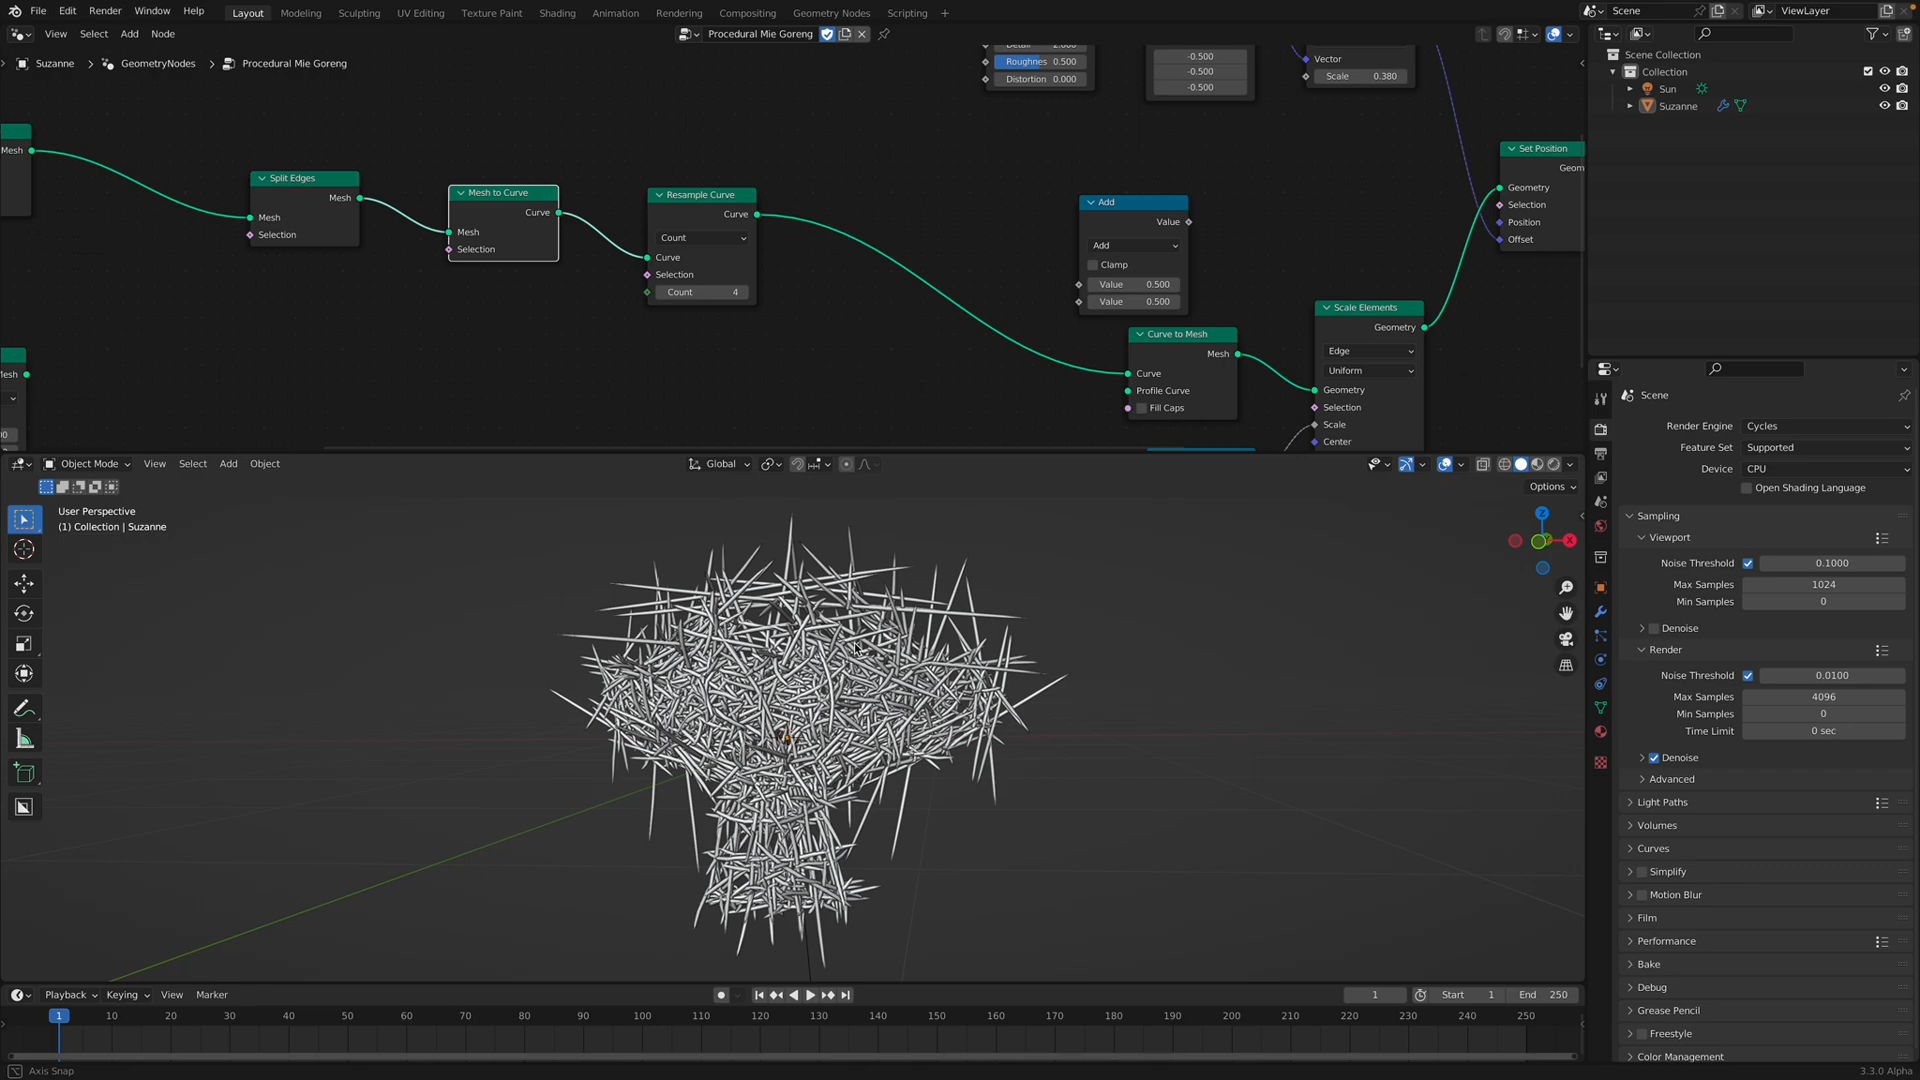 File Edit Render Window Help Layout Modeling Sculpting UV Editing Texture Paint Shading Animation Rendering Compositing Geometry Nodes Scripting + Scene ViewLayer
View Select Add Node Procedural Mie Goreng
Suzanne GeometryNodes Procedural Mie Goreng
Roughness 0.500
Distortion 0.000
-0.500
-0.500
-0.500
Vector
Scale 0.380
Mesh
Split Edges
Mesh
Mesh
Selection
Mesh to Curve
Curve
Mesh
Selection
Resample Curve
Curve
Count
Curve
Selection
Count 4
Add
Value
Add
Clamp
Value 0.500
Value 0.500
Curve to Mesh
Mesh
Curve
Profile Curve
Fill Caps
Scale Elements
Geometry
Edge
Uniform
Geometry
Selection
Scale
Center
Set Position
Geom
Geometry
Selection
Position
Offset
Object Mode View Select Add Object Global
Options
User Perspective
(1) Collection | Suzanne
Z
X
Playback Keying View Marker 1 Start 1 End 250
1 10 20 30 40 50 60 70 80 90 100 110 120 130 140 150 160 170 180 190 200 210 220 230 240 250
Axis Snap
Scene Collection
Collection
Sun
Suzanne
Scene
Render Engine Cycles
Feature Set Supported
Device CPU
Open Shading Language
Sampling
Viewport
Noise Threshold 0.1000
Max Samples 1024
Min Samples 0
Denoise
Render
Noise Threshold 0.0100
Max Samples 4096
Min Samples 0
Time Limit 0 sec
Denoise
Advanced
Light Paths
Volumes
Curves
Simplify
Motion Blur
Film
Performance
Bake
Debug
Grease Pencil
Freestyle
Color Management
3.3.0 Alpha